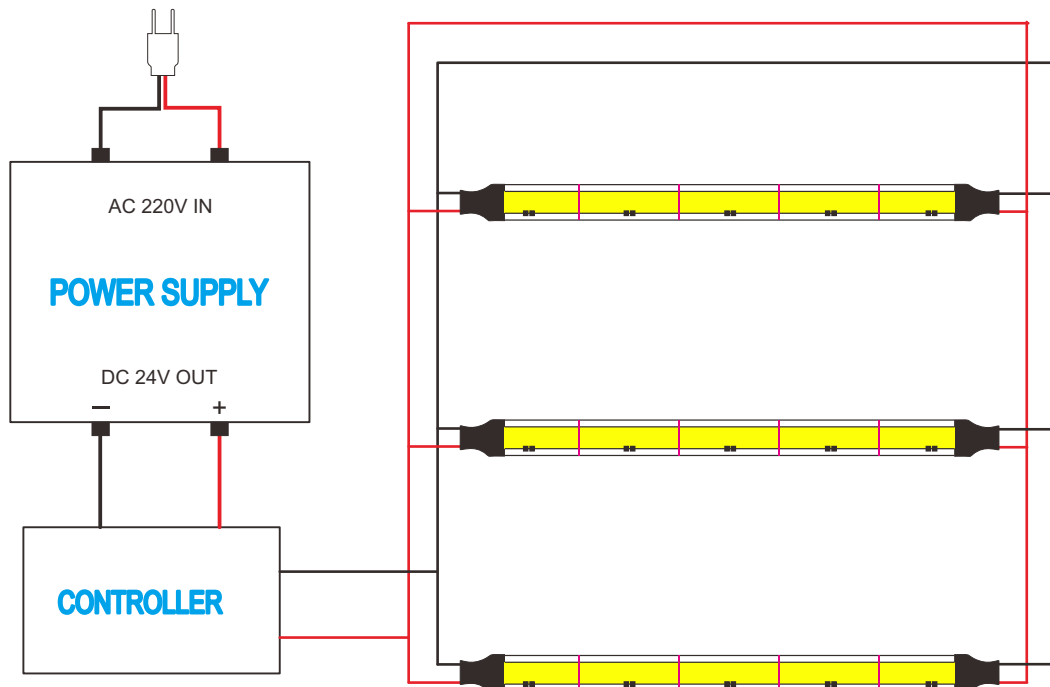 AC 220V IN
POWER SUPPLY
DC 24V OUT
— +
CONTROLLER